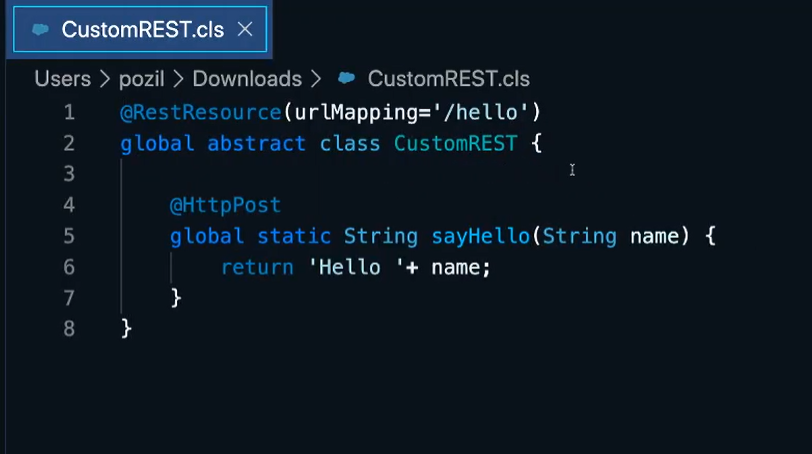 CustomREST.cls
Users > pozil > Downloads > CustomREST.cls
1 @RestResource(urlMapping='/hello')
2 global abstract class CustomREST {
3
4 @HttpPost
5 global static String sayHello(String name) {
6 return 'Hello '+ name;
7 }
8 }